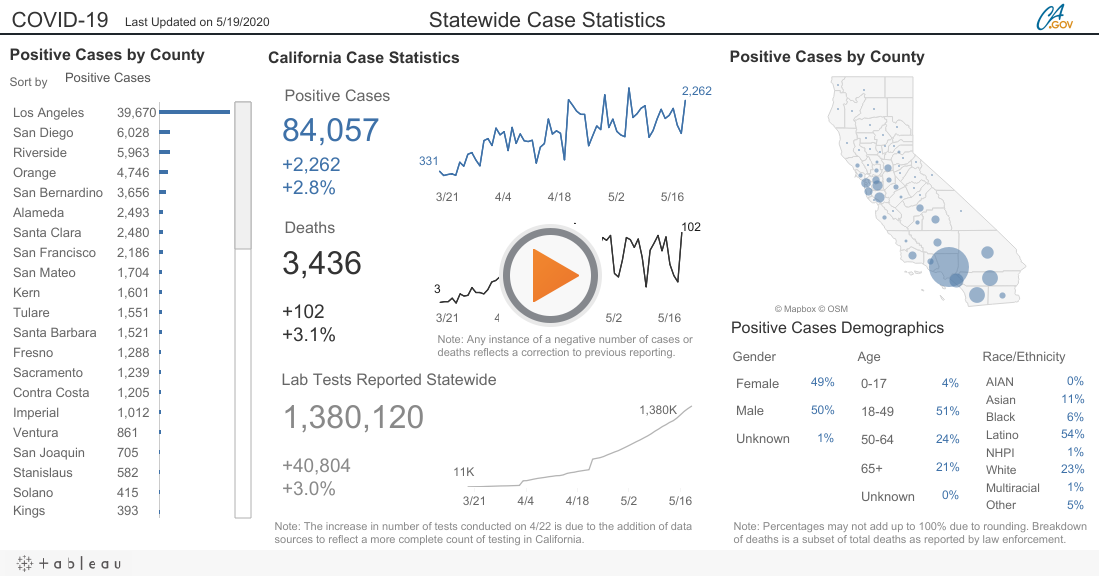 COVID-19 Last Updated on 5/19/2020
Statewide Case Statistics
CA
.GOV
Positive Cases by County
Sort by Positive Cases
Los Angeles 39,670
San Diego 6,028
Riverside 5,963
Orange 4,746
San Bernardino 3,656
Alameda 2,493
Santa Clara 2,480
San Francisco 2,186
San Mateo 1,704
Kern 1,601
Tulare 1,551
Santa Barbara 1,521
Fresno 1,288
Sacramento 1,239
Contra Costa 1,205
Imperial 1,012
Ventura 861
San Joaquin 705
Stanislaus 582
Solano 415
Kings 393
California Case Statistics
Positive Cases
84,057
+2,262
+2.8%
2,262
331
3/21 4/4 4/18 5/2 5/16
Deaths
3,436
+102
+3.1%
102
3
3/21 4 5/2 5/16
Note: Any instance of a negative number of cases or
deaths reflects a correction to previous reporting.
Lab Tests Reported Statewide
1,380,120
+40,804
+3.0%
1,380K
11K
3/21 4/4 4/18 5/2 5/16
Note: The increase in number of tests conducted on 4/22 is due to the addition of data
sources to reflect a more complete count of testing in California.
Positive Cases by County
© Mapbox © OSM
Positive Cases Demographics
Gender
Female 49%
Male 50%
Unknown 1%
Age
0-17 4%
18-49 51%
50-64 24%
65+ 21%
Unknown 0%
Race/Ethnicity
AIAN 0%
Asian 11%
Black 6%
Latino 54%
NHPI 1%
White 23%
Multiracial 1%
Other 5%
Note: Percentages may not add up to 100% due to rounding. Breakdown
of deaths is a subset of total deaths as reported by law enforcement.
+ableau